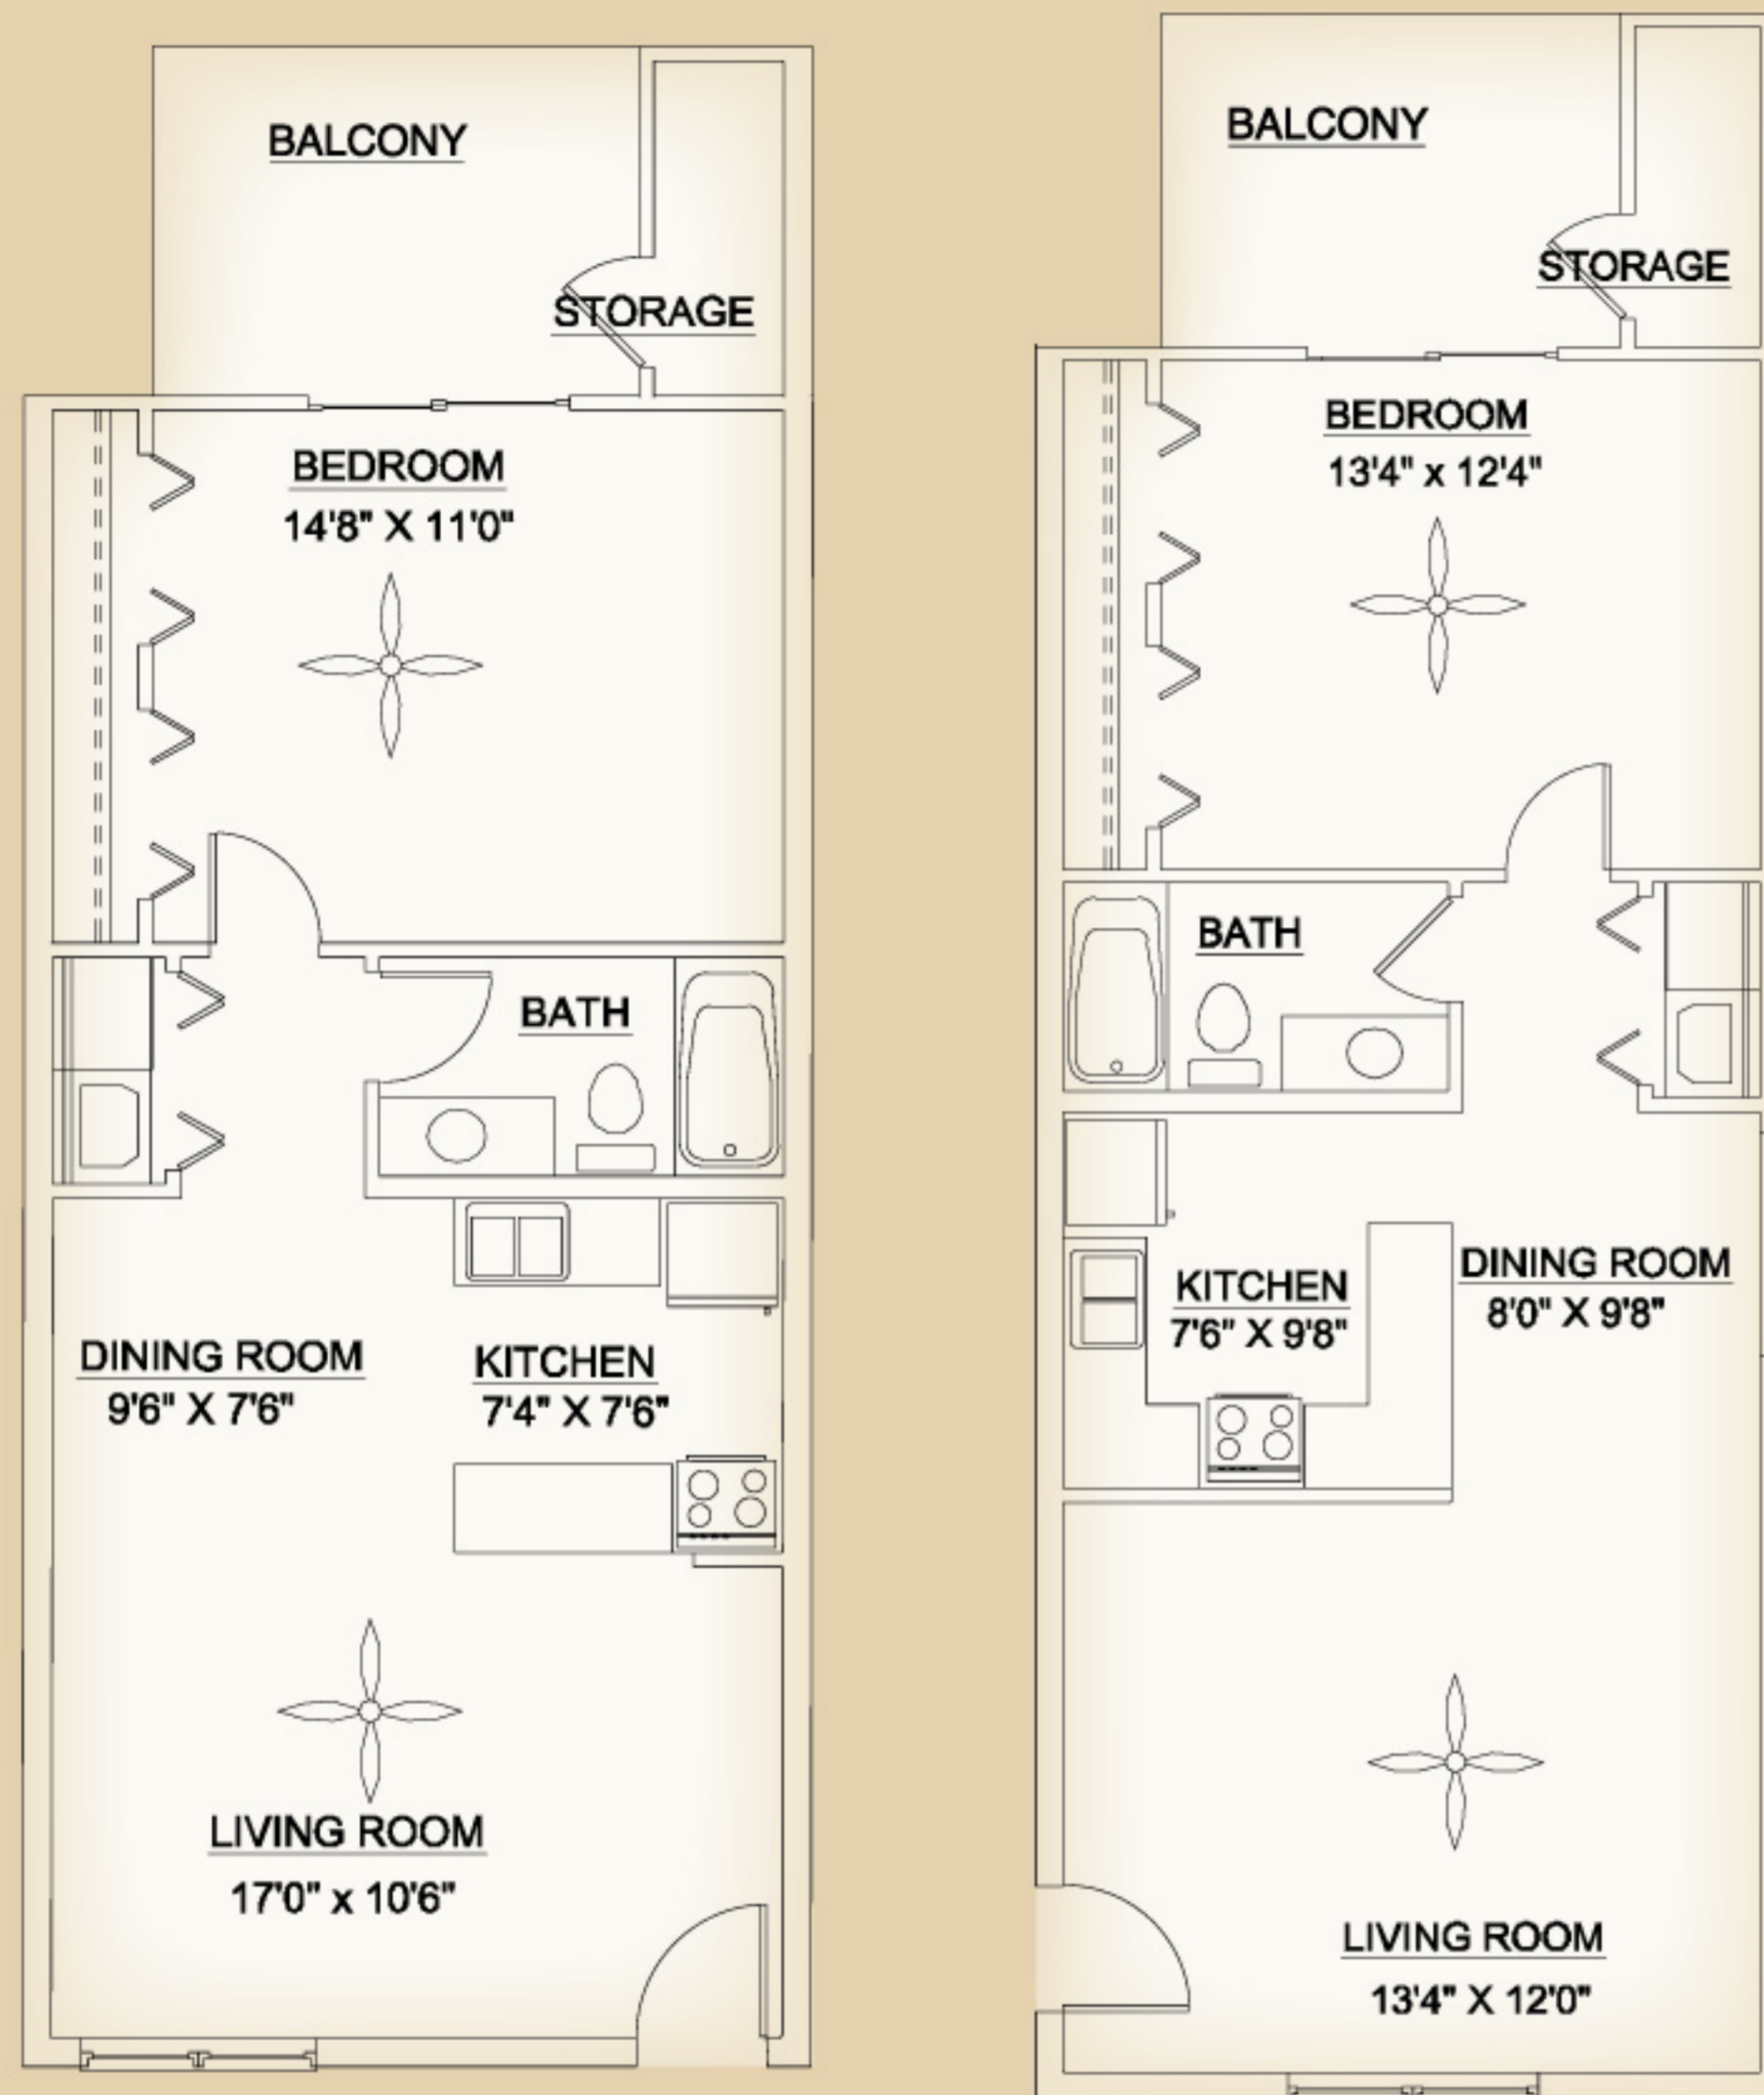 BALCONY
STORAGE
BEDROOM
14'8" X 11'0"
BATH
DINING ROOM
9'6" X 7'6"
KITCHEN
7'4" X 7'6"
LIVING ROOM
17'0" x 10'6"
BALCONY
STORAGE
BEDROOM
13'4" x 12'4"
BATH
KITCHEN
7'6" X 9'8"
DINING ROOM
8'0" X 9'8"
LIVING ROOM
13'4" X 12'0"